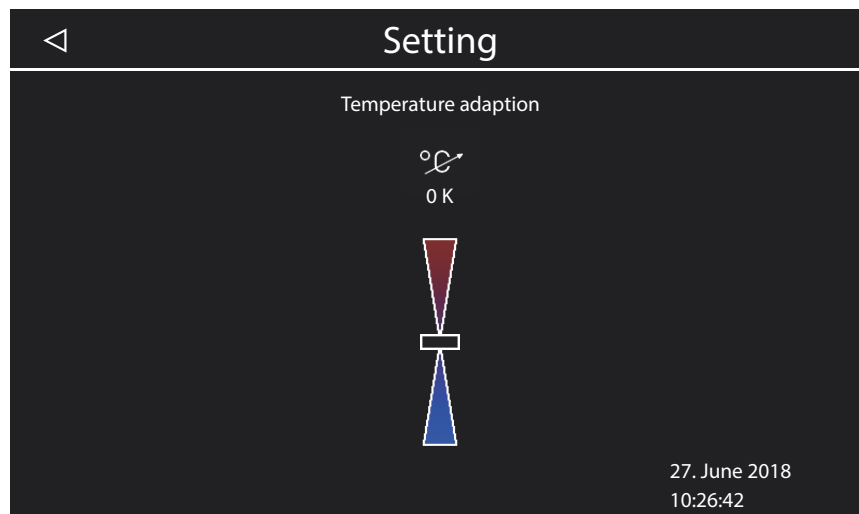 Setting
Temperature adaption
°C
0 K
27. June 2018
10:26:42